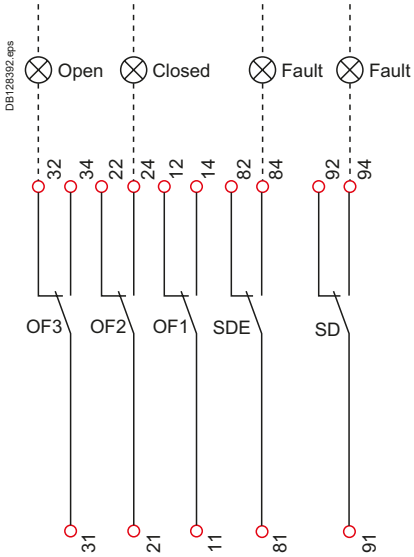 DB128392.eps
Open Closed Fault Fault
32 34 22 24 12 14 82 84 92 94
OF3 OF2 OF1 SDE SD
31 21 11 81 91